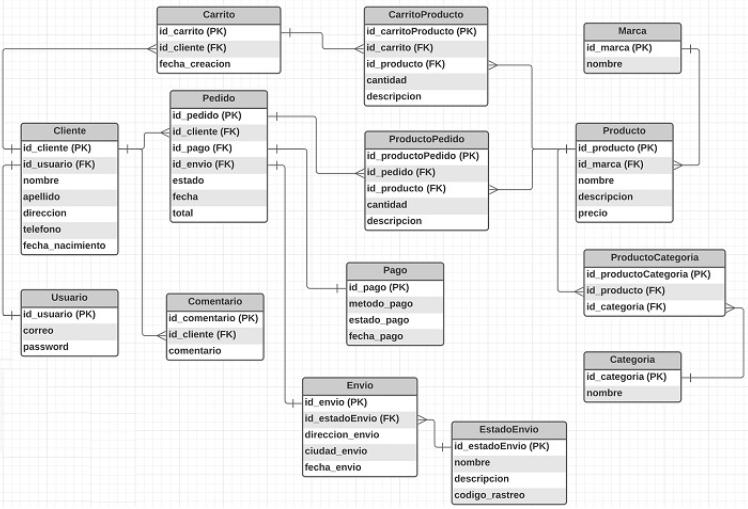 Carrito
id_carrito (PK)
id_cliente (FK)
fecha_creacion
CarritoProducto
id_carritoProducto (PK)
id_carrito (FK)
id_producto (FK)
cantidad
descripcion
Marca
id_marca (PK)
nombre
Pedido
id_pedido (PK)
id_cliente (FK)
id_pago (FK)
id_envio (FK)
estado
fecha
total
Cliente
id_cliente (PK)
id_usuario (FK)
nombre
apellido
direccion
telefono
fecha_nacimiento
ProductoPedido
id_productoPedido (PK)
id_pedido (FK)
id_producto (FK)
cantidad
descripcion
Producto
id_producto (PK)
id_marca (FK)
nombre
descripcion
precio
ProductoCategoria
id_productoCategoria (PK)
id_producto (FK)
id_categoria (FK)
Pago
id_pago (PK)
metodo_pago
estado_pago
fecha_pago
Usuario
id_usuario (PK)
correo
password
Comentario
id_comentario (PK)
id_cliente (FK)
comentario
Categoria
id_categoria (PK)
nombre
Envio
id_envio (PK)
id_estadoEnvio (FK)
direccion_envio
ciudad_envio
fecha_envio
EstadoEnvio
id_estadoEnvio (PK)
nombre
descripcion
codigo_rastreo